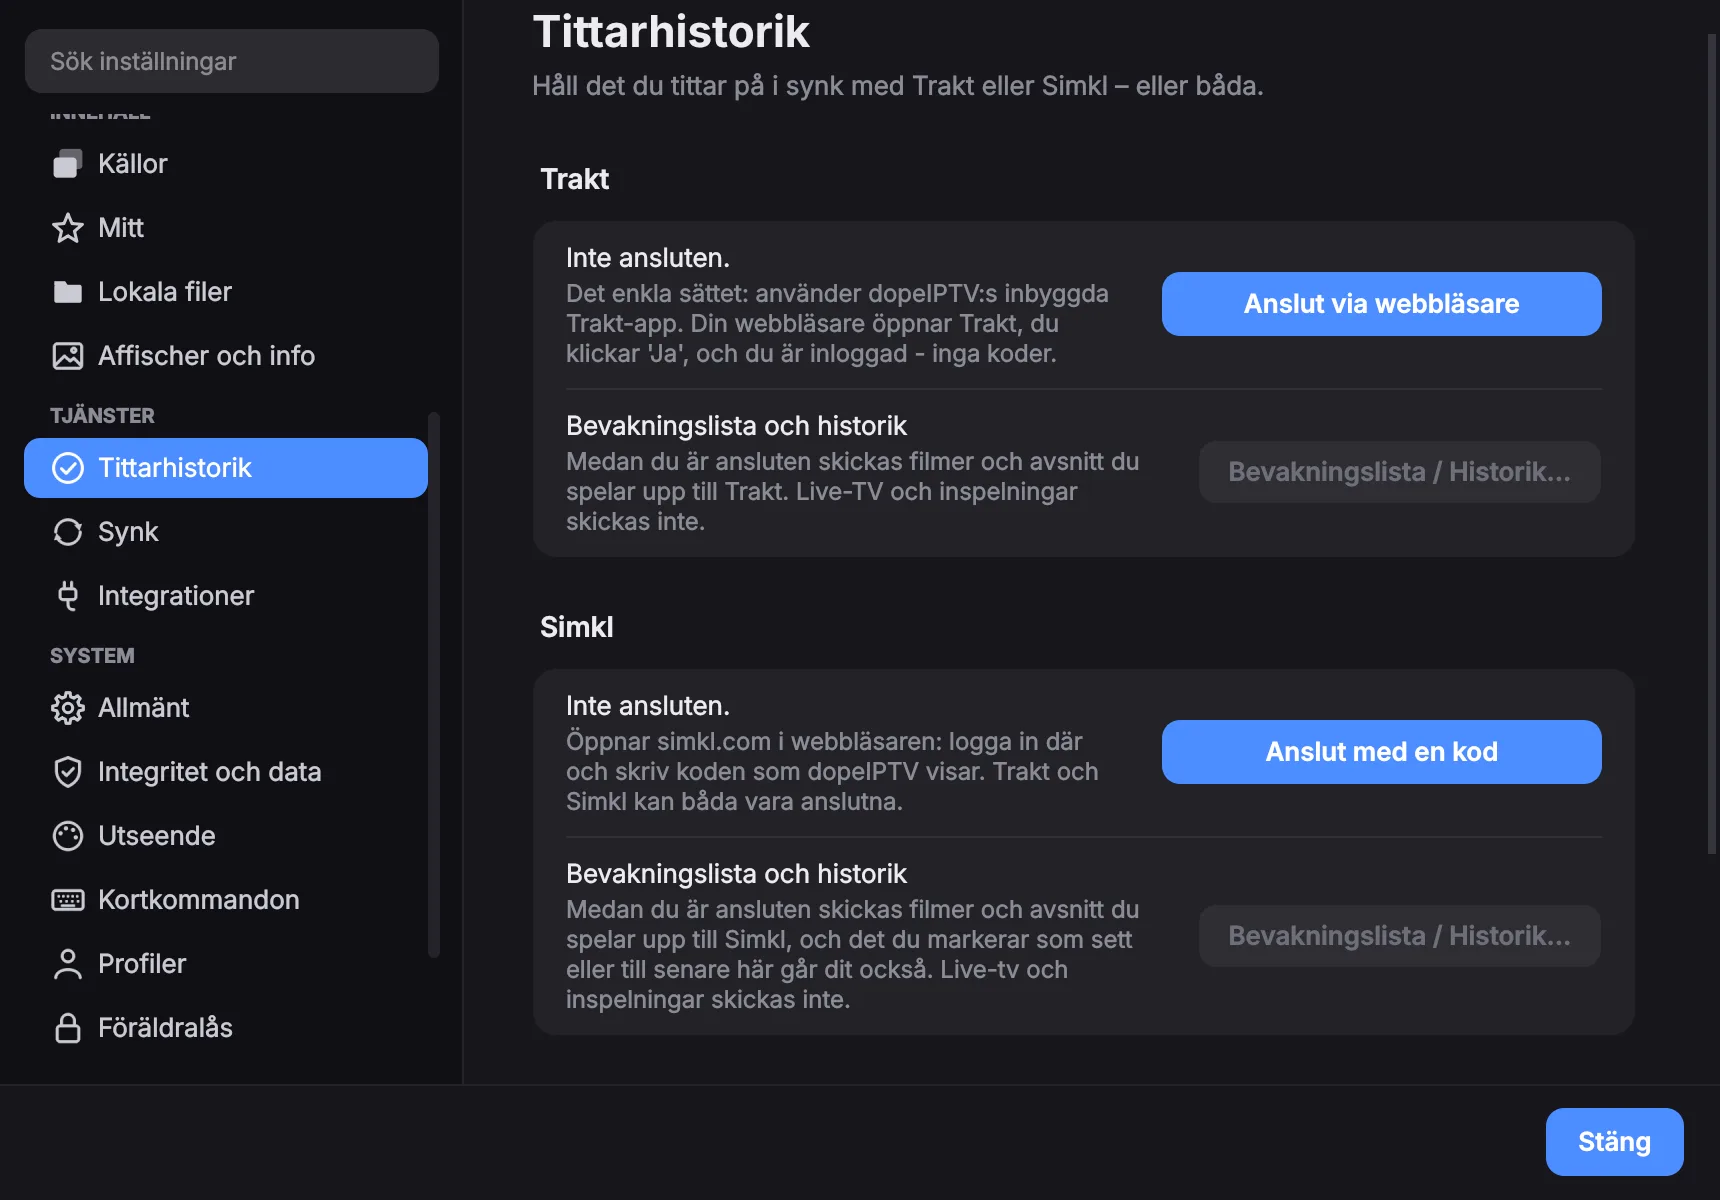 Sök inställningar
INNEHÅLL
Källor
Mitt
Lokala filer
Affischer och info
TJÄNSTER
Tittarhistorik
Synk
Integrationer
SYSTEM
Allmänt
Integritet och data
Utseende
Kortkommandon
Profiler
Föräldralås
Tittarhistorik
Håll det du tittar på i synk med Trakt eller Simkl – eller båda.
Trakt
Inte ansluten.
Det enkla sättet: använder dopeIPTV:s inbyggda
Trakt-app. Din webbläsare öppnar Trakt, du
klickar 'Ja', och du är inloggad - inga koder.
Anslut via webbläsare
Bevakningslista och historik
Medan du är ansluten skickas filmer och avsnitt du
spelar upp till Trakt. Live-TV och inspelningar
skickas inte.
Bevakningslista / Historik...
Simkl
Inte ansluten.
Öppnar simkl.com i webbläsaren: logga in där
och skriv koden som dopeIPTV visar. Trakt och
Simkl kan båda vara anslutna.
Anslut med en kod
Bevakningslista och historik
Medan du är ansluten skickas filmer och avsnitt du
spelar upp till Simkl, och det du markerar som sett
eller till senare här går dit också. Live-tv och
inspelningar skickas inte.
Bevakningslista / Historik...
Stäng